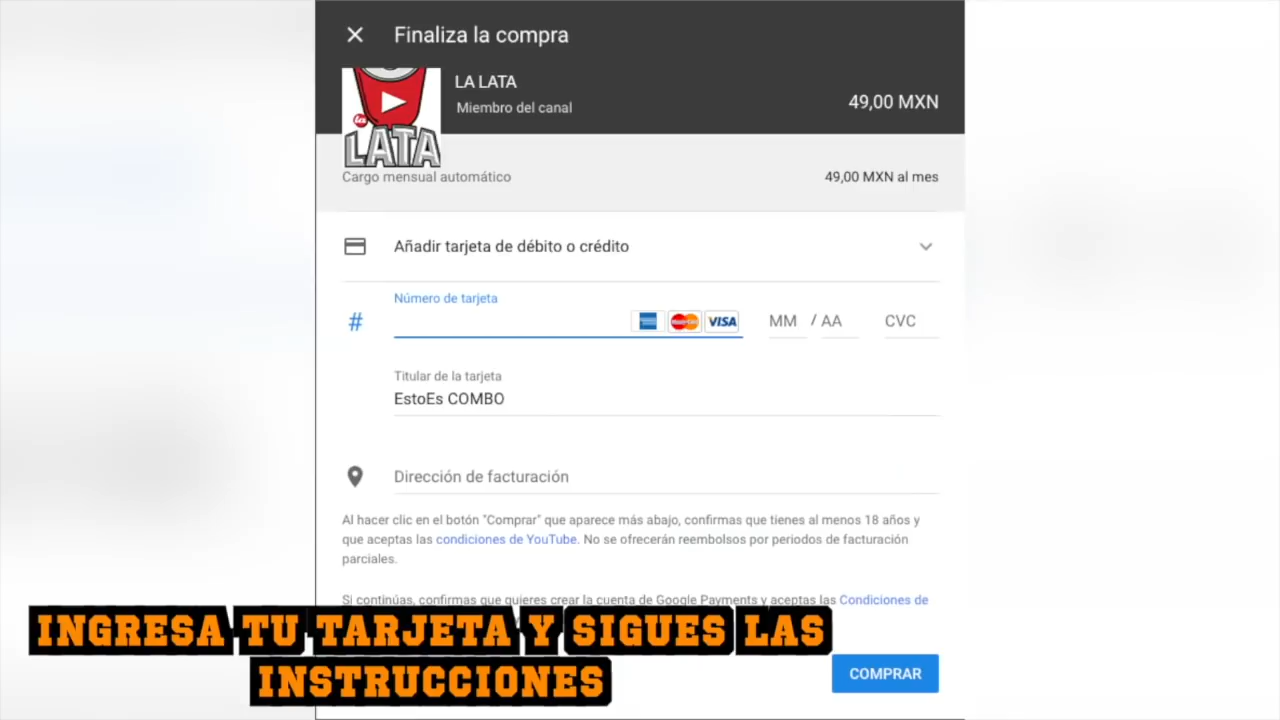 Finaliza la compra
LA LATA
Miembro del canal
49,00 MXN
la
LATA
Cargo mensual automático
49,00 MXN al mes
Añadir tarjeta de débito o crédito
Número de tarjeta
# VISA MM / AA CVC
Titular de la tarjeta
EstoEs COMBO
Dirección de facturación
Al hacer clic en el botón "Comprar" que aparece más abajo, confirmas que tienes al menos 18 años y
que aceptas las condiciones de YouTube. No se ofrecerán reembolsos por periodos de facturación
parciales.
Si continúas, confirmas que quieres crear la cuenta de Google Payments y aceptas las Condiciones de
INGRESA TU TARJETA Y SIGUES LAS
INSTRUCCIONES
COMPRAR